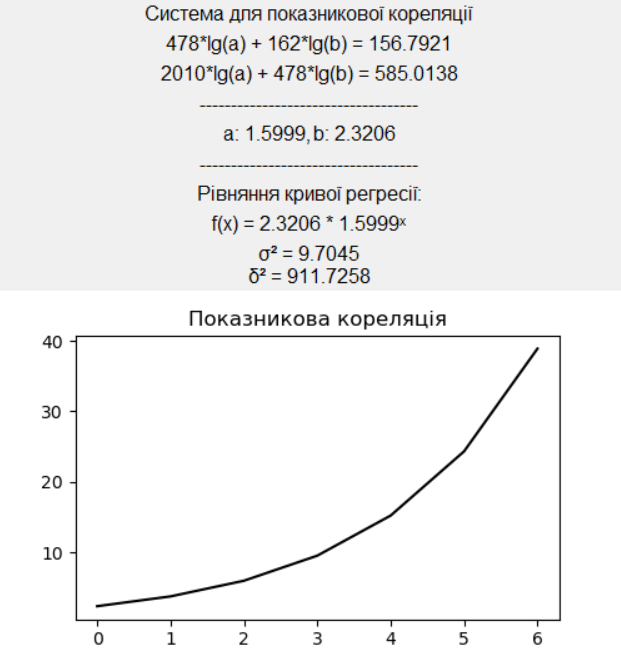 Система для показникової кореляції
478*lg(a) + 162*lg(b) = 156.7921
2010*lg(a) + 478*lg(b) = 585.0138
-----------------------------------
a: 1.5999, b: 2.3206
-----------------------------------
Рівняння кривої регресії:
f(x) = 2.3206 * 1.5999ˣ
σ² = 9.7045
δ² = 911.7258
Показникова кореляція
40
30
20
10
0 1 2 3 4 5 6